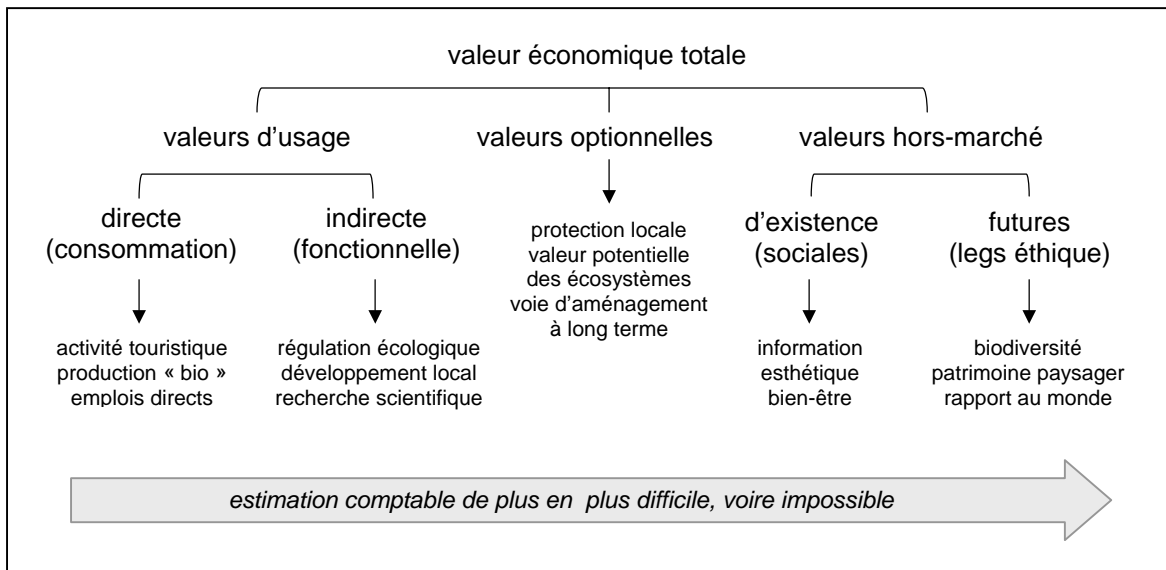 valeur économique totale
valeurs d'usage
valeurs optionnelles
valeurs hors-marché
directe
(consommation)
indirecte
(fonctionnelle)
protection locale
valeur potentielle
des écosystèmes
voie d'aménagement
à long terme
d'existence
(sociales)
futures
(legs éthique)
activité touristique
production « bio »
emplois directs
régulation écologique
développement local
recherche scientifique
information
esthétique
bien-être
biodiversité
patrimoine paysager
rapport au monde
estimation comptable de plus en plus difficile, voire impossible